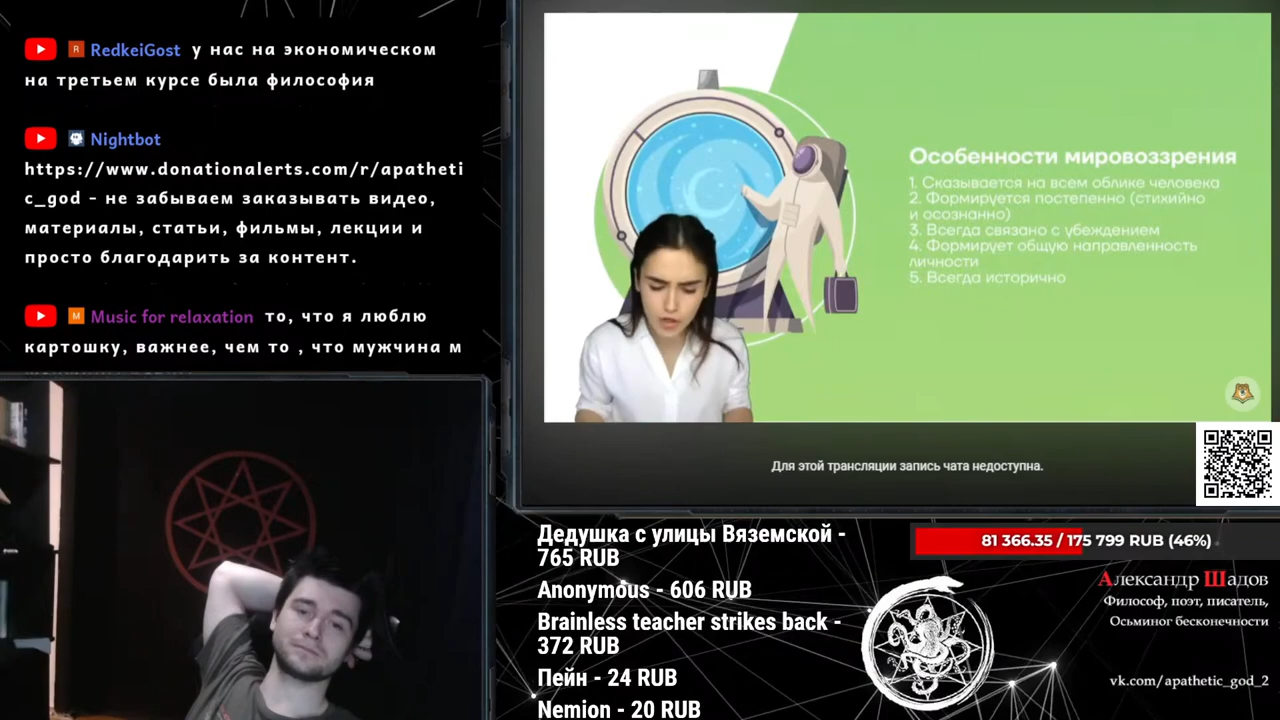 RedkeiGost у нас на экономическом
на третьем курсе была философия
Nightbot
https://www.donationalerts.com/r/apatheti
c_god - не забываем заказывать видео,
материалы, статьи, фильмы, лекции и
просто благодарить за контент.
Music for relaxation то, что я люблю
картошку, важнее, чем то , что мужчина м
Особенности мировоззрения
1. Сказывается на всем облике человека
2. Формируется постепенно (стихийно
и осознанно)
3. Всегда связано с убеждением
4. Формирует общую направленность
личности
5. Всегда исторично
Для этой трансляции запись чата недоступна.
Дедушка с улицы Вяземской -
765 RUB
Anonymous - 606 RUB
Brainless teacher strikes back -
372 RUB
Пейн - 24 RUB
Nemion - 20 RUB
81 366.35 / 175 799 RUB (46%)
Александр Шадов
Философ, поэт, писатель,
Осьминог бесконечности
vk.com/apathetic_god_2